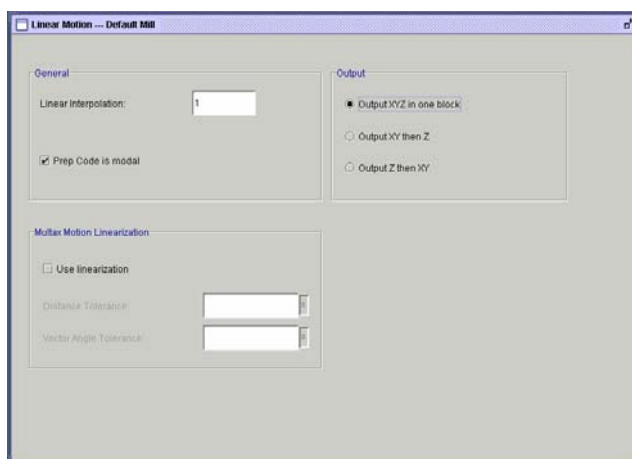 Linear Motion --- Default Mill
General
Linear Interpolation: 1
Prep Code is modal
Output
Output XYZ in one block
Output XY then Z
Output Z then XY
Multax Motion Linearization
Use linearization
Distance Tolerance:
Vector Angle Tolerance: